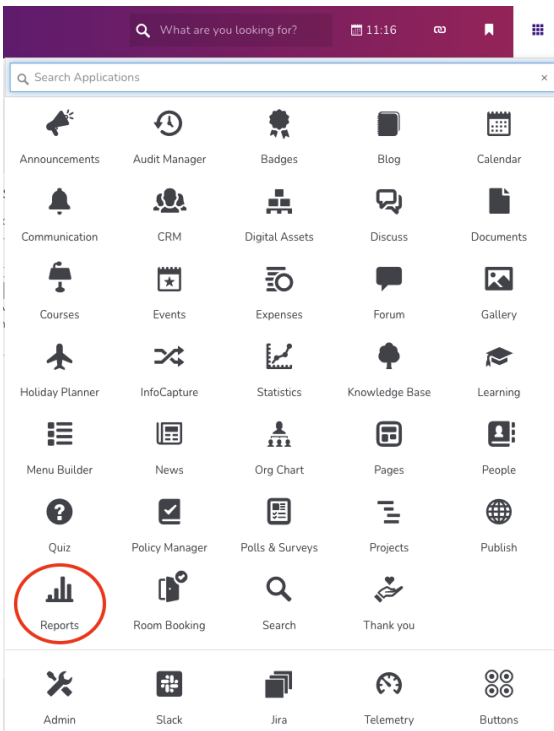 What are you looking for? 11:16
Search Applications ×
Announcements Audit Manager Badges Blog Calendar
Communication CRM Digital Assets Discuss Documents
Courses Events Expenses Forum Gallery
Holiday Planner InfoCapture Statistics Knowledge Base Learning
Menu Builder News Org Chart Pages People
Quiz Policy Manager Polls & Surveys Projects Publish
Reports Room Booking Search Thank you
Admin Slack Jira Telemetry Buttons